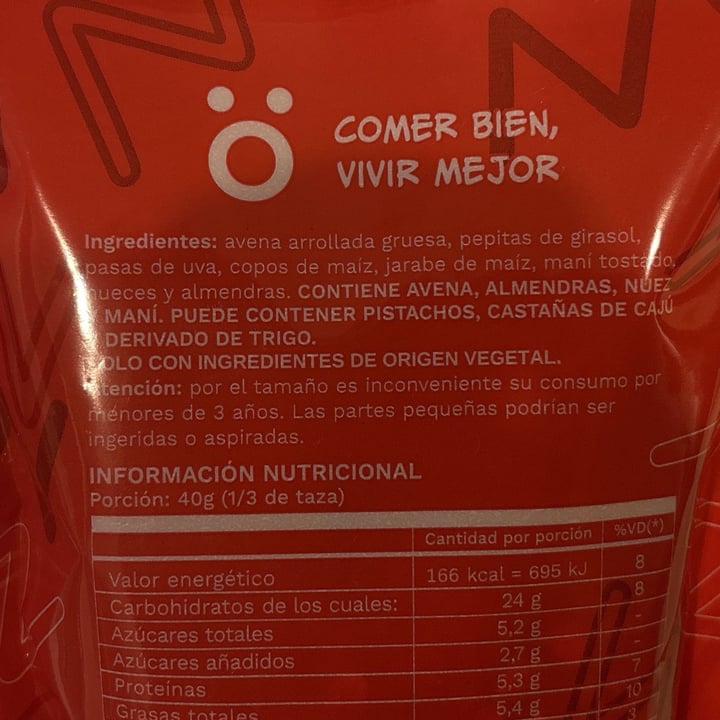 Ö
COMER BIEN,
VIVIR MEJOR
Ingredientes: avena arrollada gruesa, pepitas de girasol,
pasas de uva, copos de maíz, jarabe de maíz, maní tostado,
nueces y almendras. CONTIENE AVENA, ALMENDRAS, NUEZ
Y MANÍ. PUEDE CONTENER PISTACHOS, CASTAÑAS DE CAJÚ
DERIVADO DE TRIGO.
SOLO CON INGREDIENTES DE ORIGEN VEGETAL.
Atención: por el tamaño es inconveniente su consumo por
menores de 3 años. Las partes pequeñas podrían ser
ingeridas o aspiradas.
INFORMACIÓN NUTRICIONAL
Porción: 40g (1/3 de taza)
Cantidad por porción %VD(*)
Valor energético 166 kcal = 695 kJ 8
Carbohidratos de los cuales: 24 g 8
Azúcares totales 5,2 g -
Azúcares añadidos 2,7 g -
Proteínas 5,3 g 7
Grasas totales 5,4 g 10